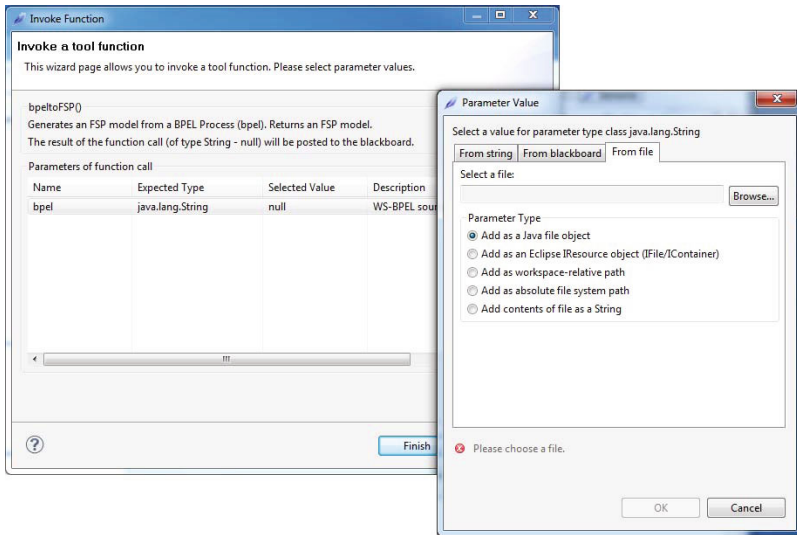 Invoke Function
Invoke a tool function
This wizard page allows you to invoke a tool function. Please select parameter values.
bpeltoFSP()
Generates an FSP model from a BPEL Process (bpel). Returns an FSP model.
The result of the function call (of type String - null) will be posted to the blackboard.
Parameters of function call
Name Expected Type Selected Value Description
bpel java.lang.String null WS-BPEL sour
Finish
Parameter Value
Select a value for parameter type class java.lang.String
From string From blackboard From file
Select a file:
Browse...
Parameter Type
Add as a Java file object
Add as an Eclipse IResource object (IFile/IContainer)
Add as workspace-relative path
Add as absolute file system path
Add contents of file as a String
Please choose a file.
OK Cancel